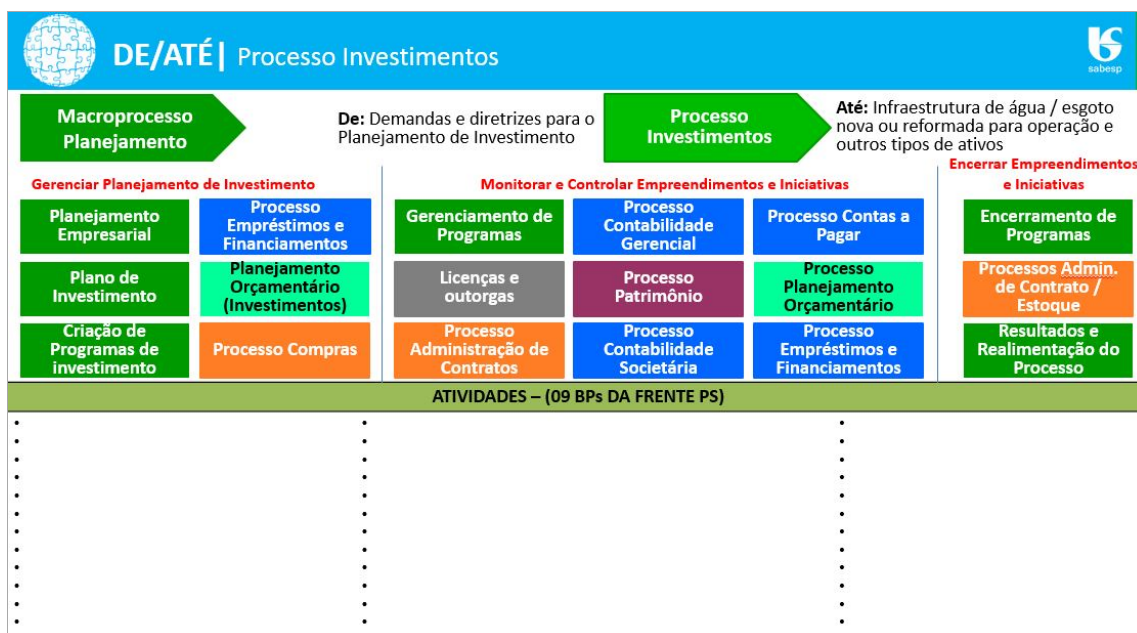 DE/ATÉ| Processo Investimentos
sabesp
Macroprocesso
Planejamento
De: Demandas e diretrizes para o
Planejamento de Investimento
Processo
Investimentos
Até: Infraestrutura de água / esgoto
nova ou reformada para operação e
outros tipos de ativos
Gerenciar Planejamento de Investimento
Monitorar e Controlar Empreendimentos e Iniciativas
Encerrar Empreendimentos
e Iniciativas
Planejamento
Empresarial
Processo
Empréstimos e
Financiamentos
Gerenciamento de
Programas
Processo
Contabilidade
Gerencial
Processo Contas a
Pagar
Encerramento de
Programas
Plano de
Investimento
Planejamento
Orçamentário
(Investimentos)
Licenças e
outorgas
Processo
Patrimônio
Processo
Planejamento
Orçamentário
Processos Admin.
de Contrato /
Estoque
Criação de
Programas de
investimento
Processo Compras
Processo
Administração de
Contratos
Processo
Contabilidade
Societária
Processo
Empréstimos e
Financiamentos
Resultados e
Realimentação do
Processo
ATIVIDADES – (09 BPs DA FRENTE PS)